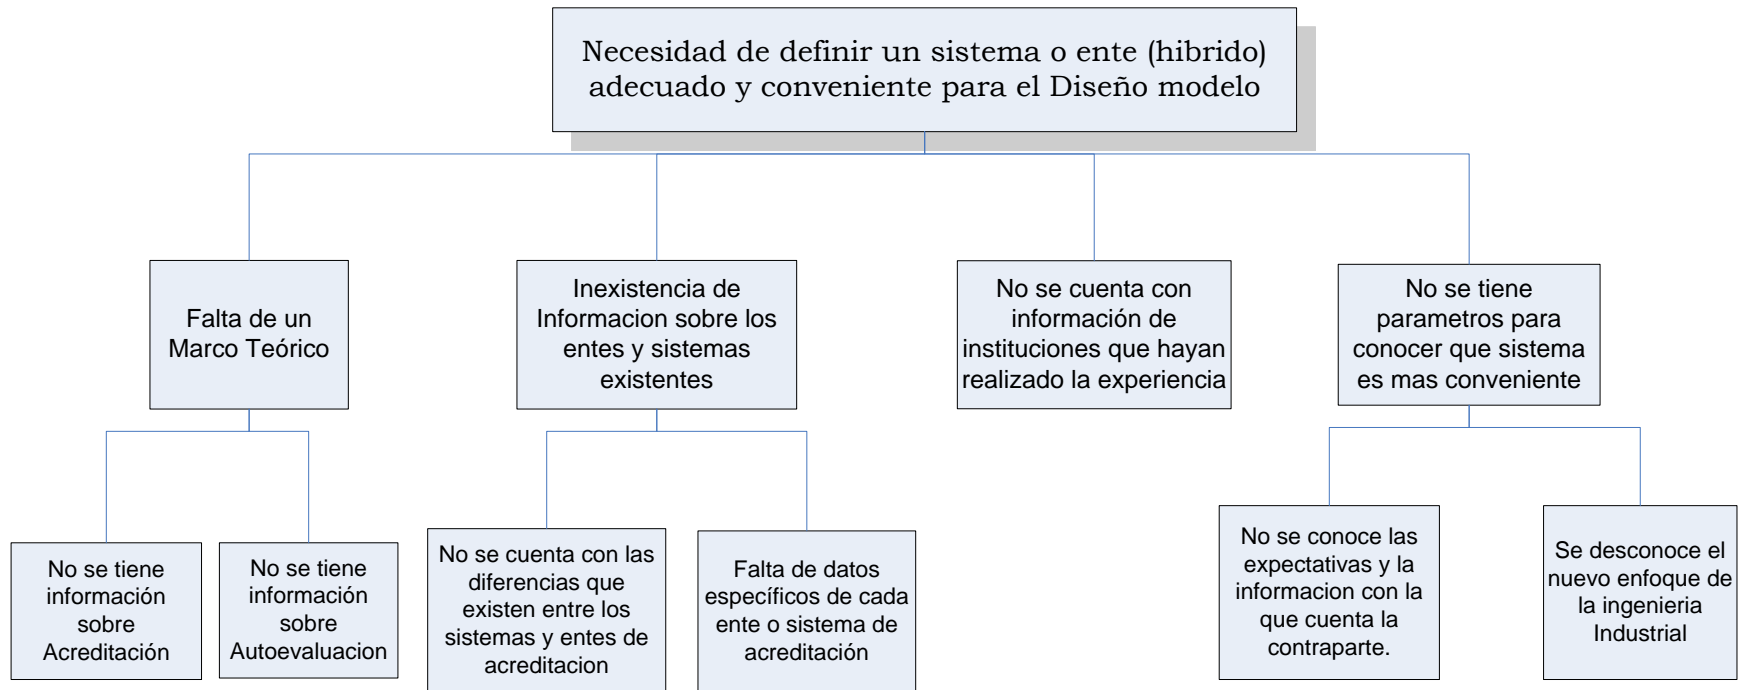 Necesidad de definir un sistema o ente (hibrido)
adecuado y conveniente para el Diseño modelo
Falta de un
Marco Teórico
Inexistencia de
Informacion sobre los
entes y sistemas
existentes
No se cuenta con
información de
instituciones que hayan
realizado la experiencia
No se tiene
parametros para
conocer que sistema
es mas conveniente
No se tiene
información
sobre
Acreditación
No se tiene
información
sobre
Autoevaluacion
No se cuenta con las
diferencias que
existen entre los
sistemas y entes de
acreditacion
Falta de datos
específicos de cada
ente o sistema de
acreditación
No se conoce las
expectativas y la
informacion con la
que cuenta la
contraparte.
Se desconoce el
nuevo enfoque de
la ingenieria
Industrial